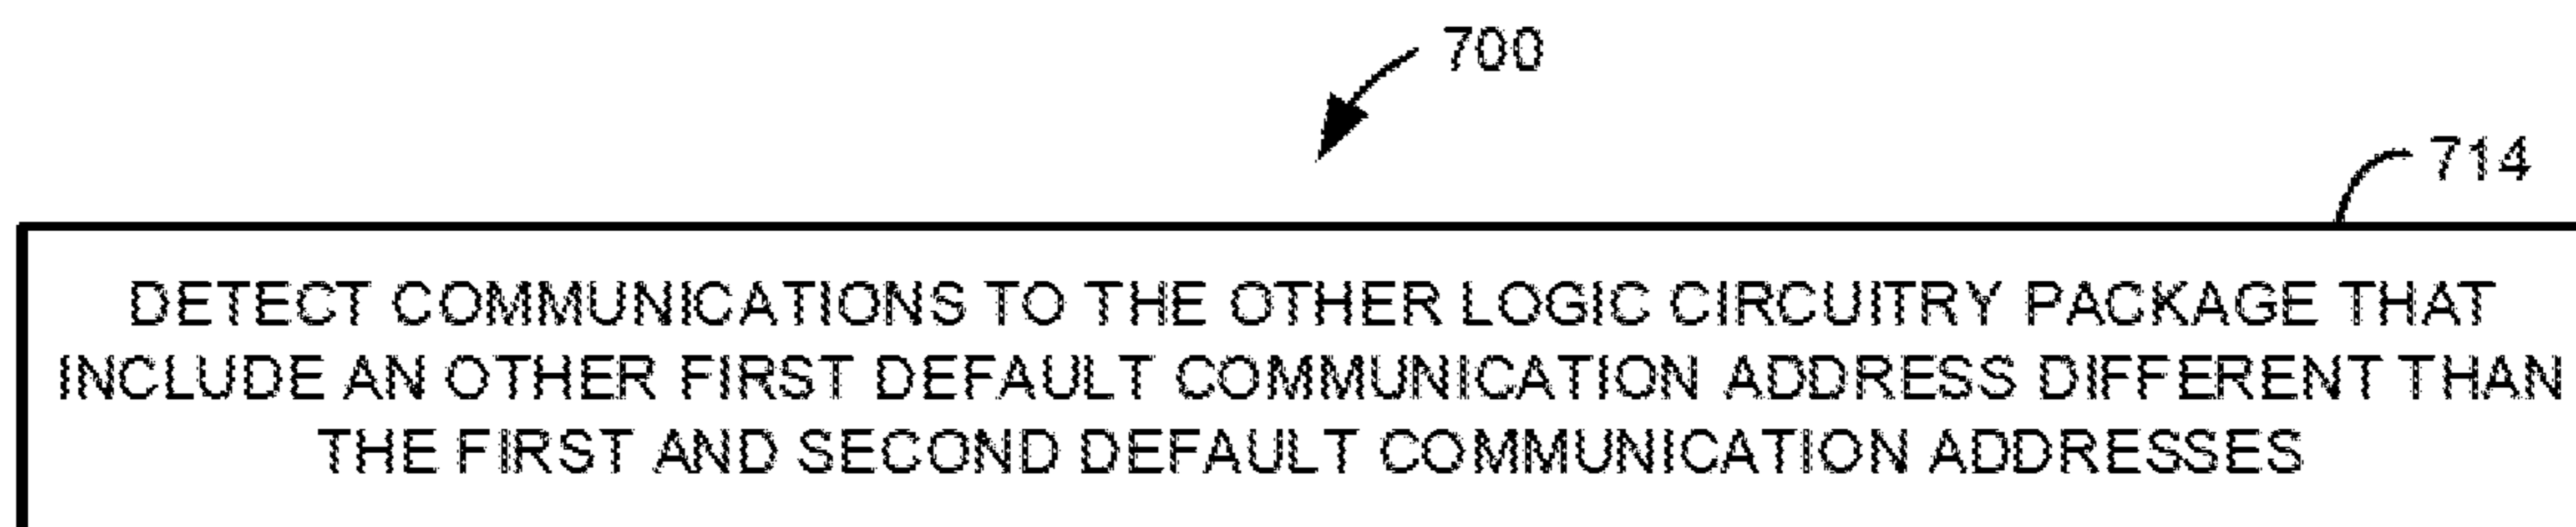 700
714
DETECT COMMUNICATIONS TO THE OTHER LOGIC CIRCUITRY PACKAGE THAT
INCLUDE AN OTHER FIRST DEFAULT COMMUNICATION ADDRESS DIFFERENT THAN
THE FIRST AND SECOND DEFAULT COMMUNICATION ADDRESSES